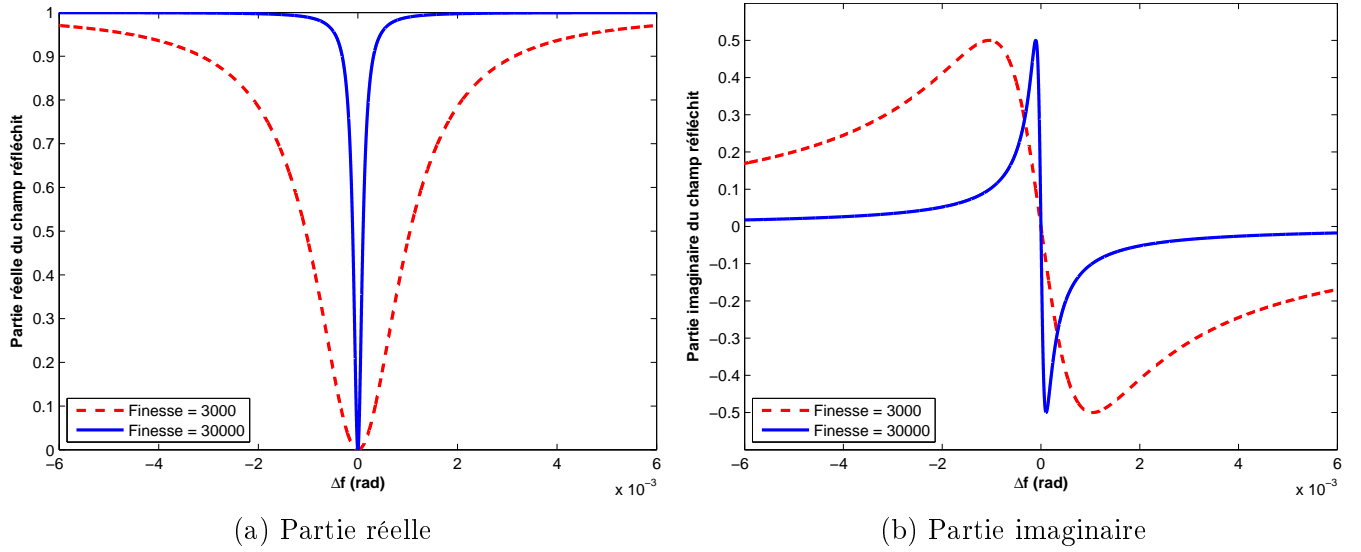 1
0.9
0.8
0.7
0.6
0.5
0.4
0.3
0.2
0.1
0
Partie réelle du champ réfléchit
Finesse = 3000
Finesse = 30000
−6 −4 −2 0 2 4 6
Δf (rad)
x 10⁻³
(a) Partie réelle
0.5
0.4
0.3
0.2
0.1
0
−0.1
−0.2
−0.3
−0.4
−0.5
Partie imaginaire du champ réfléchit
Finesse = 3000
Finesse = 30000
−6 −4 −2 0 2 4 6
Δf (rad)
x 10⁻³
(b) Partie imaginaire